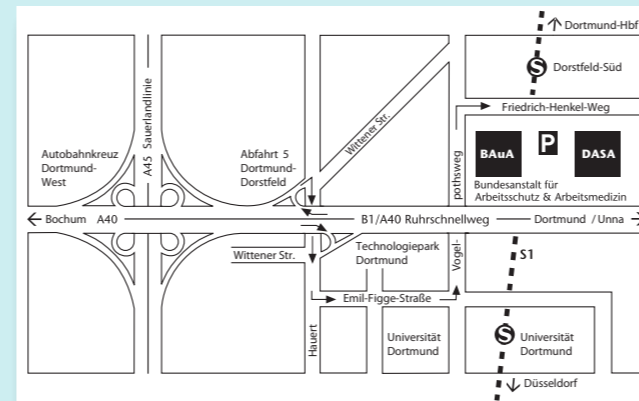 Dortmund-Hbf
S
Dorstfeld-Süd
Friedrich-Henkel-Weg
A45 Sauerlandlinie
Autobahnkreuz
Dortmund-
West
Abfahrt 5
Dortmund-
Dorstfeld
Wittener Str.
pothsweg
BAuA
P
DASA
Bundesanstalt für
Arbeitsschutz & Arbeitsmedizin
Bochum A40
B1/A40 Ruhrschnellweg
Dortmund /Unna
Wittener Str.
Technologiepark
Dortmund
Vogel-
S1
Emil-Figge-Straße
Hauert
Universität
Dortmund
S
Universität
Dortmund
Düsseldorf